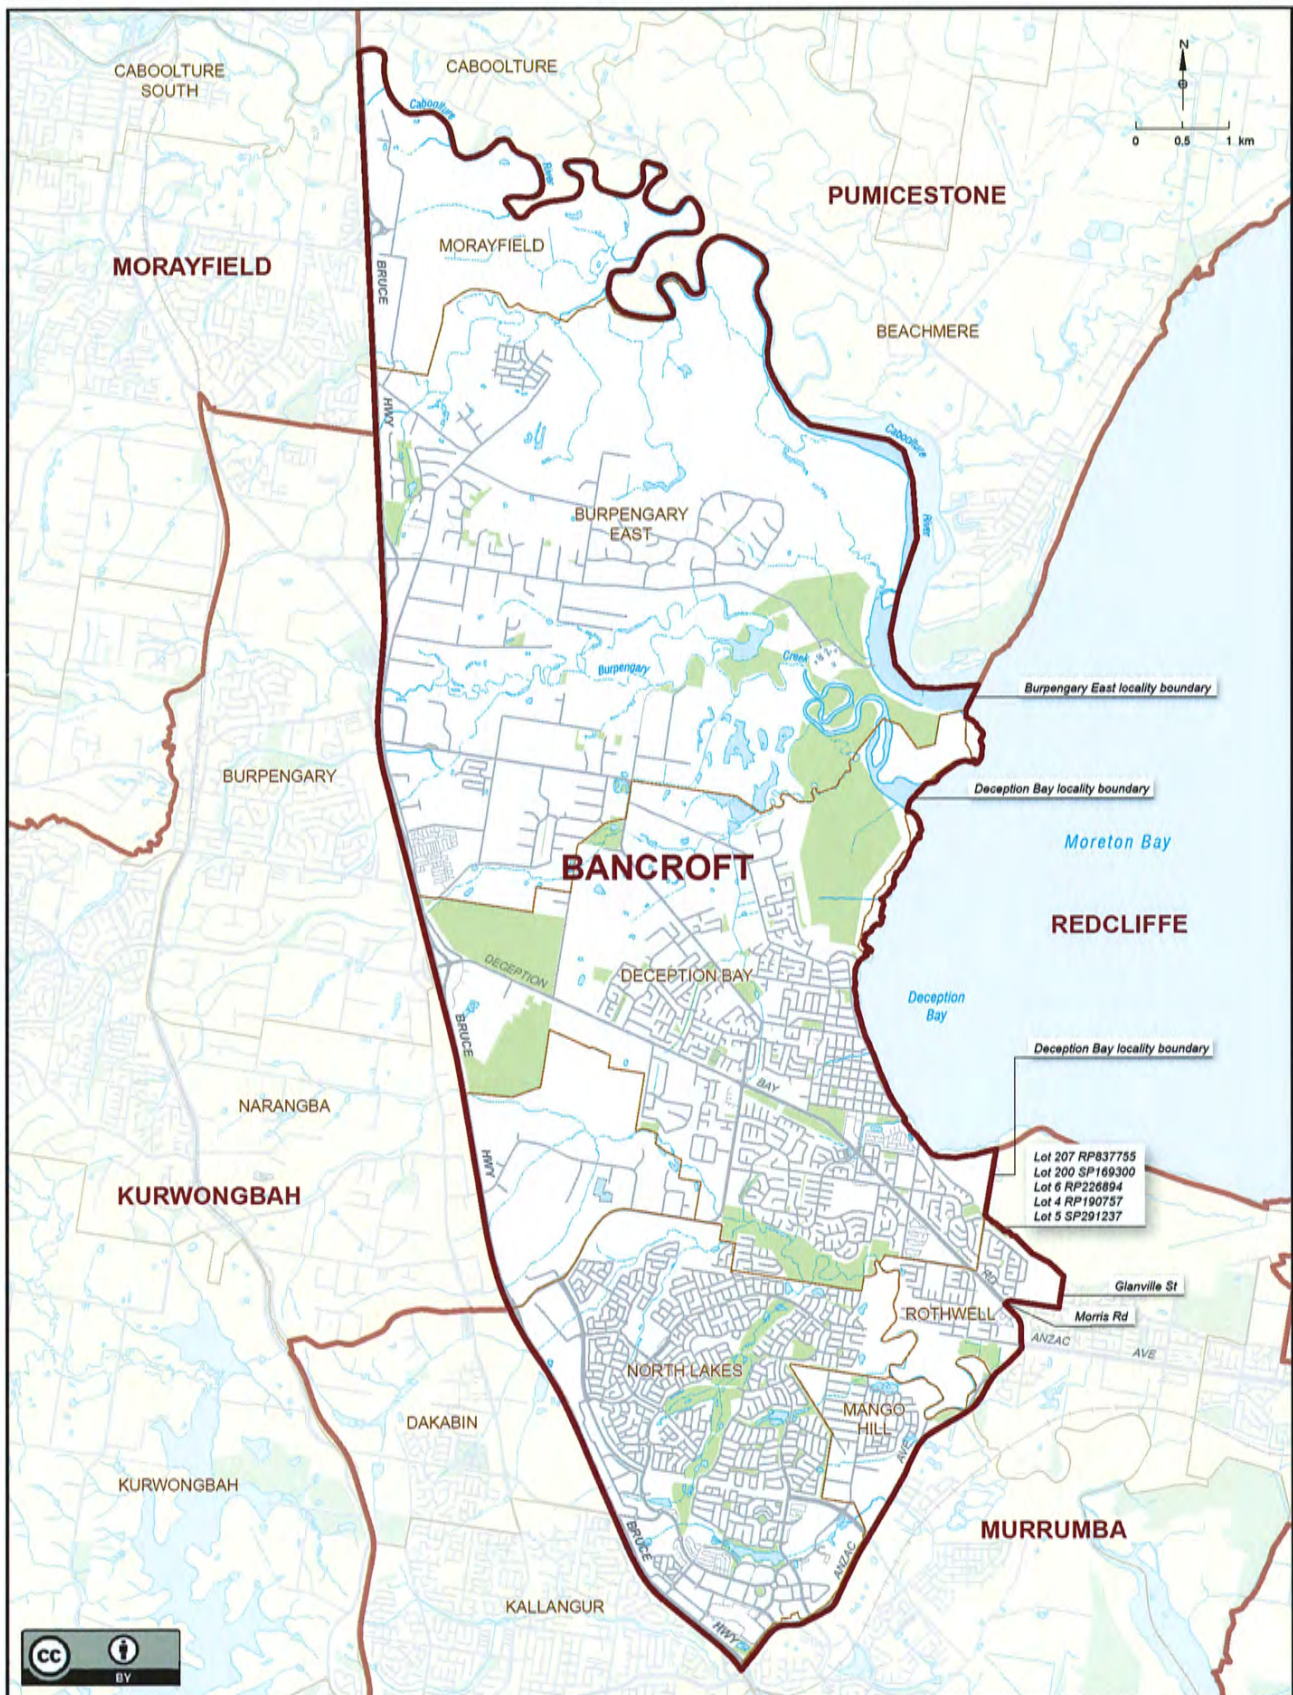 CABOOLTURE
SOUTH
CABOOLTURE
N
0 0.5 1 km
Caboolture
River
PUMICESTONE
MORAYFIELD
MORAYFIELD
BRUCE
BEACHMERE
HWY
Caboolture
River
BURPENGARY
EAST
Creek
Burpengary
Burpengary East locality boundary
BURPENGARY
Deception Bay locality boundary
Moreton Bay
BANCROFT
REDCLIFFE
DECEPTION
DECEPTION BAY
Deception
Bay
BRUCE
Deception Bay locality boundary
BAY
NARANGBA
HWY
Lot 207 RP837755
Lot 200 SP169300
Lot 6 RP226894
Lot 4 RP190757
Lot 5 SP291237
KURWONGBAH
RD
Glanville St
ROTHWELL
Morris Rd
ANZAC
AVE
NORTH LAKES
MANGO
HILL
DAKABIN
AVE
KURWONGBAH
MURRUMBA
BRUCE
ANZAC
KALLANGUR
HWY
CC
BY